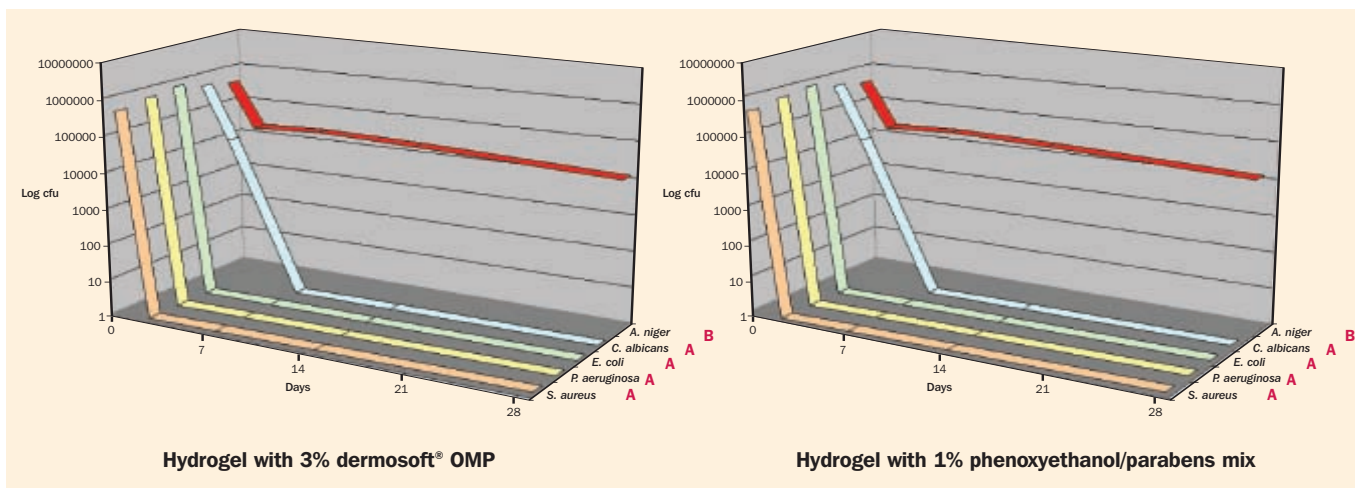 10000000
1000000
100000
10000
Log cfu
1000
100
10
1
0
7
14
Days
21
28
A. niger B
C. albicans A
E. coli A
P. aeruginosa A
S. aureus A
Hydrogel with 3% dermosoft® OMP
10000000
1000000
100000
10000
Log cfu
1000
100
10
1
0
7
14
Days
21
28
A. niger B
C. albicans A
E. coli A
P. aeruginosa A
S. aureus A
Hydrogel with 1% phenoxyethanol/parabens mix